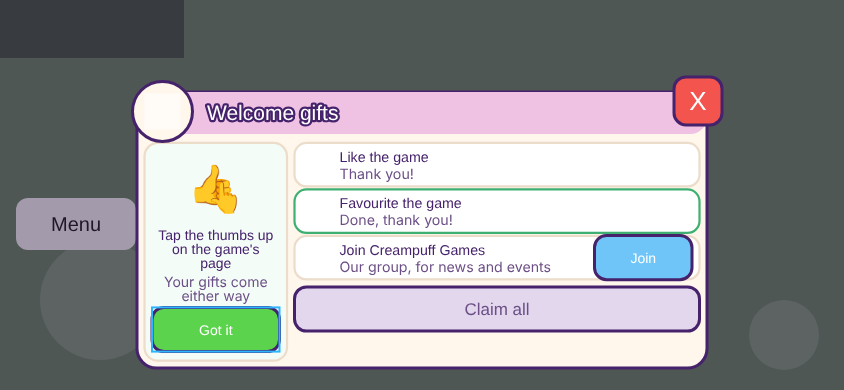 Welcome gifts
X
Menu
Tap the thumbs up
on the game's
page
Your gifts come
either way
Got it
Like the game
Thank you!
Favourite the game
Done, thank you!
Join Creampuff Games
Our group, for news and events
Join
Claim all